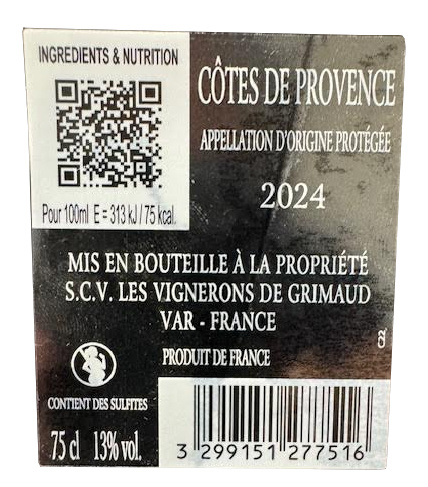 INGREDIENTS & NUTRITION
Pour 100ml E = 313 kJ / 75 kcal.
CÔTES DE PROVENCE
APPELLATION D'ORIGINE PROTÉGÉE
2024
MIS EN BOUTEILLE À LA PROPRIÉTÉ
S.C.V. LES VIGNERONS DE GRIMAUD
VAR - FRANCE
PRODUIT DE FRANCE
CONTIENT DES SULFITES
75 cl 13% vol.
3 299151 277516